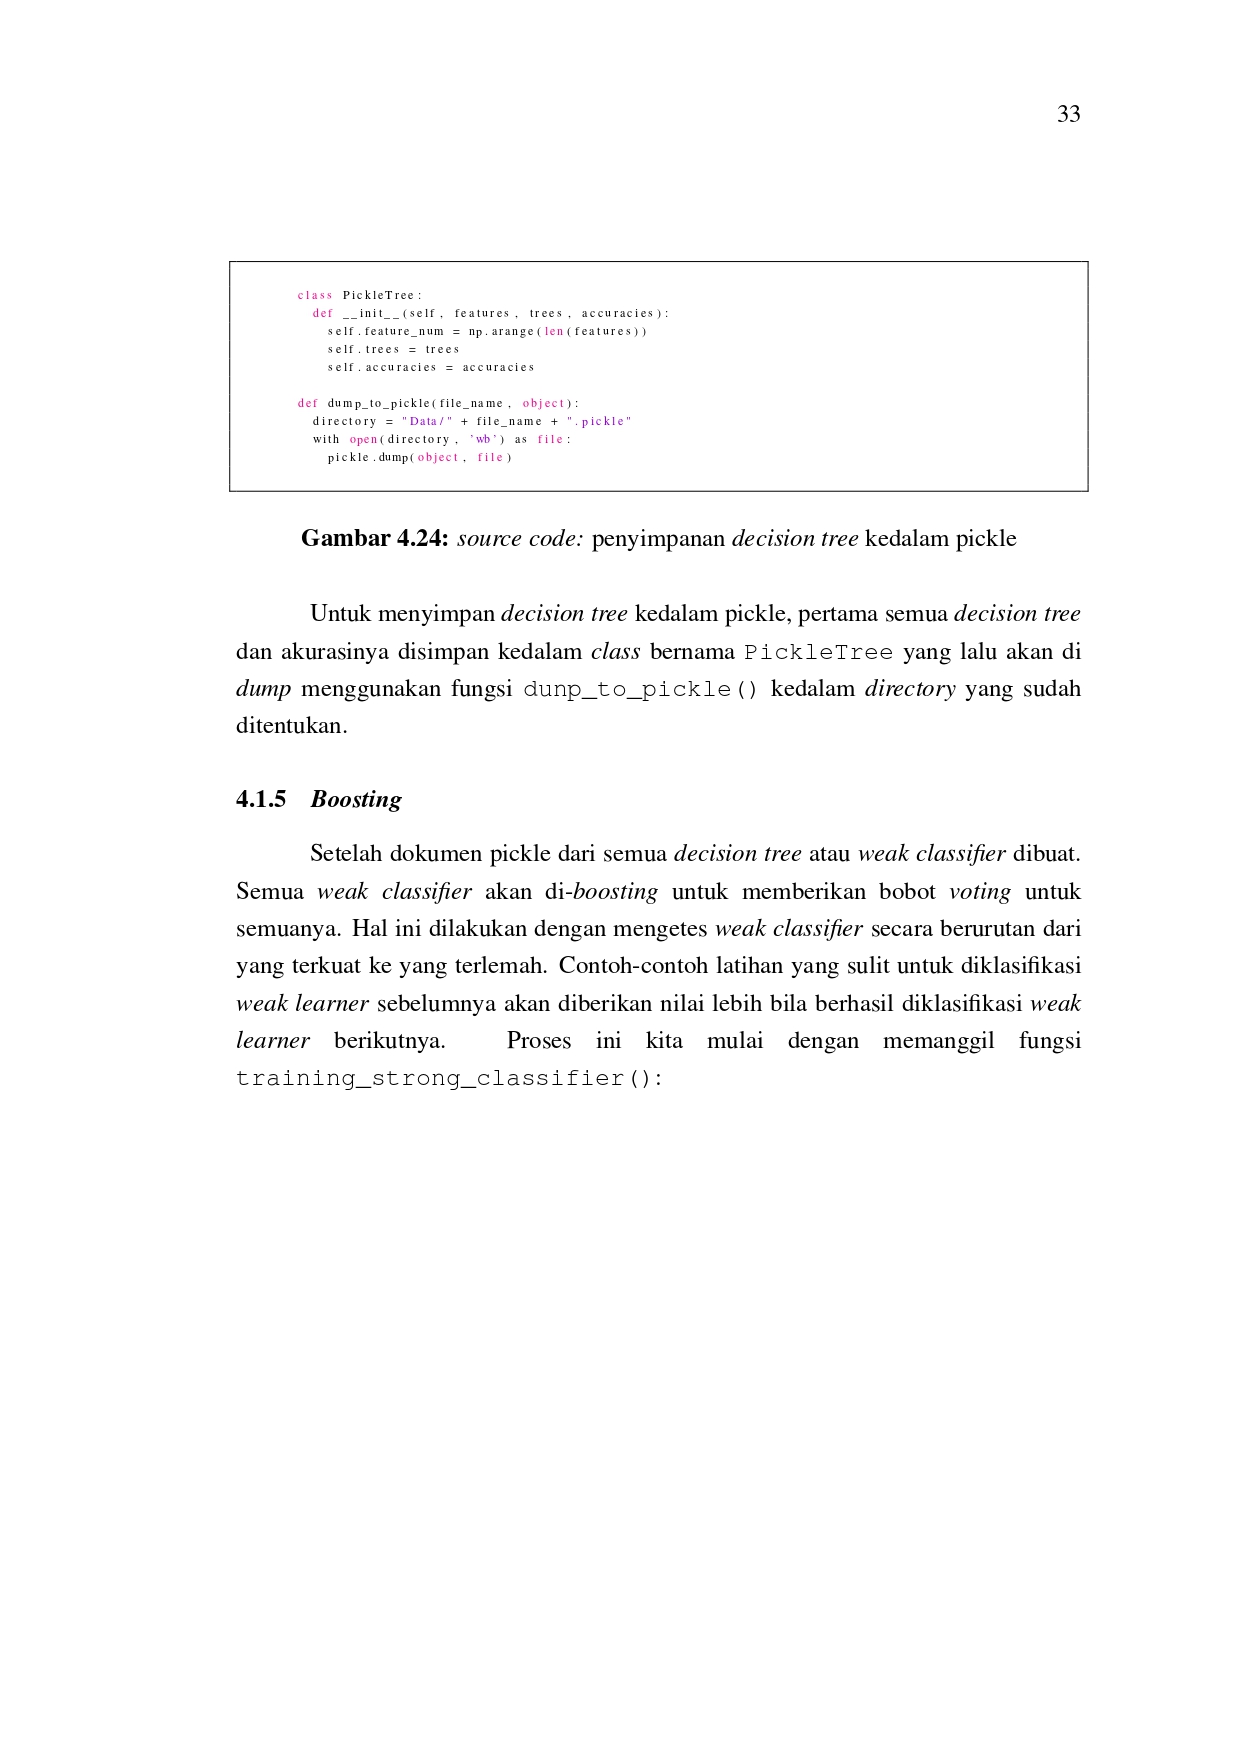 33
class PickleTree:
def __init__(self, features, trees, accuracies):
self.feature_num = np.arange(len(features))
self.trees = trees
self.accuracies = accuracies
def dump_to_pickle(file_name, object):
directory = "Data/" + file_name + ".pickle"
with open(directory, 'wb') as file:
pickle.dump(object, file)
Gambar 4.24: source code: penyimpanan decision tree kedalam pickle
Untuk menyimpan decision tree kedalam pickle, pertama semua decision tree
dan akurasinya disimpan kedalam class bernama PickleTree yang lalu akan di
dump menggunakan fungsi dunp_to_pickle() kedalam directory yang sudah
ditentukan.
4.1.5 Boosting
Setelah dokumen pickle dari semua decision tree atau weak classifier dibuat.
Semua weak classifier akan di-boosting untuk memberikan bobot voting untuk
semuanya. Hal ini dilakukan dengan mengetes weak classifier secara berurutan dari
yang terkuat ke yang terlemah. Contoh-contoh latihan yang sulit untuk diklasifikasi
weak learner sebelumnya akan diberikan nilai lebih bila berhasil diklasifikasi weak
learner berikutnya. Proses ini kita mulai dengan memanggil fungsi
training_strong_classifier():